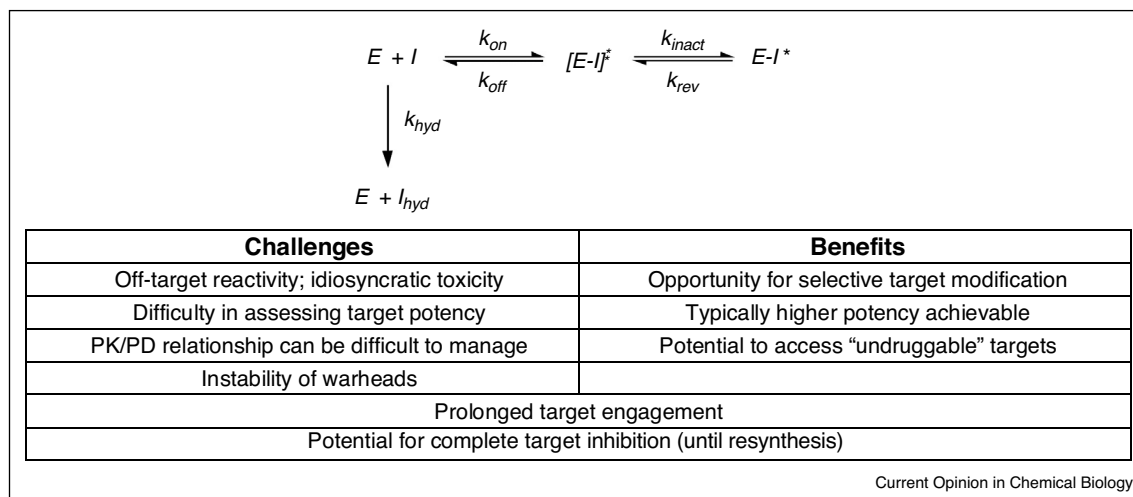 k_on k_inact
E + I [E-I]‡ E-I *
k_off k_rev
k_hyd
E + I_hyd
Challenges Benefits
Off-target reactivity; idiosyncratic toxicity Opportunity for selective target modification
Difficulty in assessing target potency Typically higher potency achievable
PK/PD relationship can be difficult to manage Potential to access “undruggable” targets
Instability of warheads
Prolonged target engagement
Potential for complete target inhibition (until resynthesis)
Current Opinion in Chemical Biology